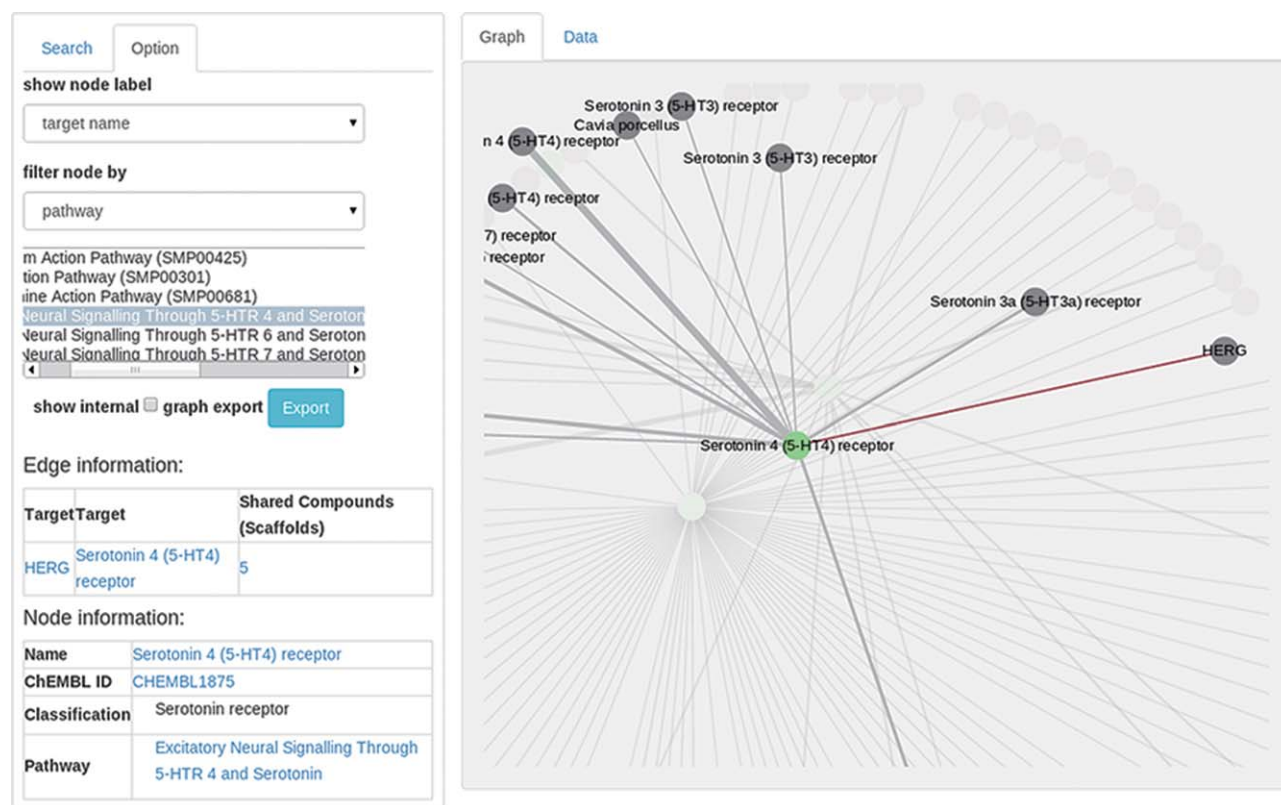 Search
Option
show node label
target name
filter node by
pathway
m Action Pathway (SMP00425)
tion Pathway (SMP00301)
ine Action Pathway (SMP00681)
Neural Signalling Through 5-HTR 4 and Seroton
Neural Signalling Through 5-HTR 6 and Seroton
Neural Signalling Through 5-HTR 7 and Seroton
show internal graph export Export
Edge information:
Target Target Shared Compounds
(Scaffolds)
HERG Serotonin 4 (5-HT4) 5
receptor
Node information:
Name Serotonin 4 (5-HT4) receptor
ChEMBL ID CHEMBL1875
Classification Serotonin receptor
Pathway Excitatory Neural Signalling Through
5-HTR 4 and Serotonin
Graph
Data
Serotonin 3 (5-HT3) receptor
Cavia porcellus
n 4 (5-HT4) receptor
Serotonin 3 (5-HT3) receptor
(5-HT4) receptor
7) receptor
receptor
Serotonin 3a (5-HT3a) receptor
HERG
Serotonin 4 (5-HT4) receptor